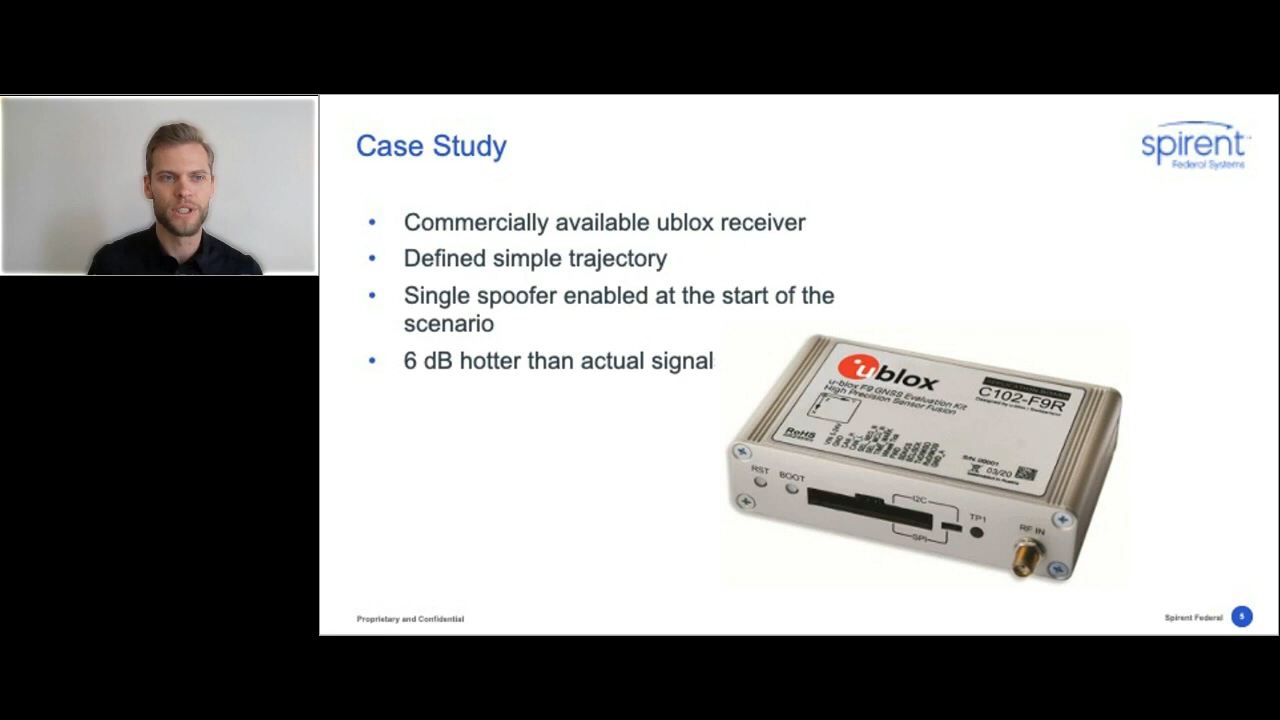 Case Study
spirent
Federal Systems
• Commercially available ublox receiver
• Defined simple trajectory
• Single spoofer enabled at the start of the
scenario
• 6 dB hotter than actual signal
ublox
u-blox F9 GNSS Evaluation Kit
High Precision Sensor Fusion
C102-F9R
RoHS
03/20
RST
BOOT
I2C
SPI
TP1
RF IN
Proprietary and Confidential
Spirent Federal
5